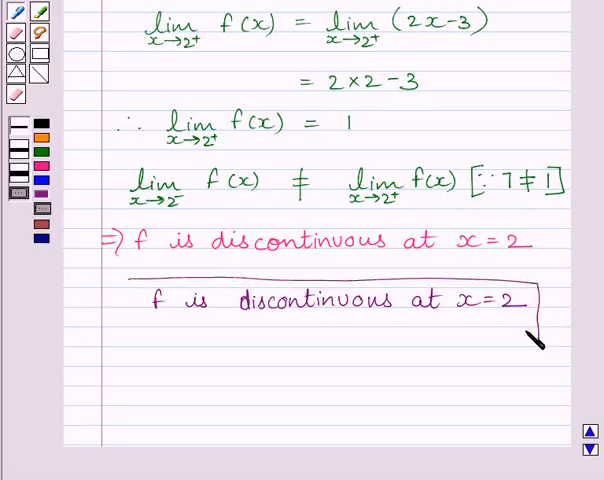 lim x→2⁺ f(x) = lim x→2⁺ (2x-3)
= 2×2-3
∴ lim x→2⁺ f(x) = 1
lim x→2⁻ f(x) ≠ lim x→2⁺ f(x) [∵ 7≠1]
⇒ f is discontinuous at x=2
f is discontinuous at x=2